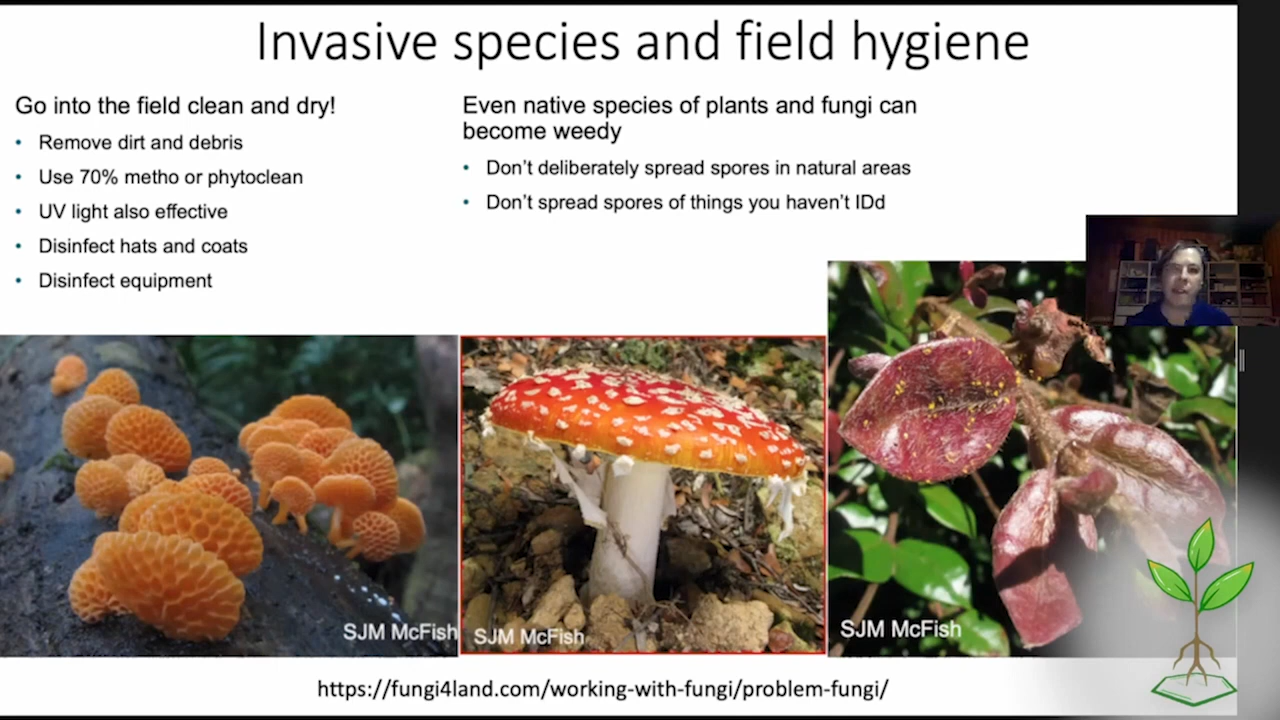 Invasive species and field hygiene
Go into the field clean and dry!
• Remove dirt and debris
• Use 70% metho or phytoclean
• UV light also effective
• Disinfect hats and coats
• Disinfect equipment
Even native species of plants and fungi can
become weedy
• Don’t deliberately spread spores in natural areas
• Don’t spread spores of things you haven’t IDd
SJM McFish
SJM McFish
SJM McFish
https://fungi4land.com/working-with-fungi/problem-fungi/